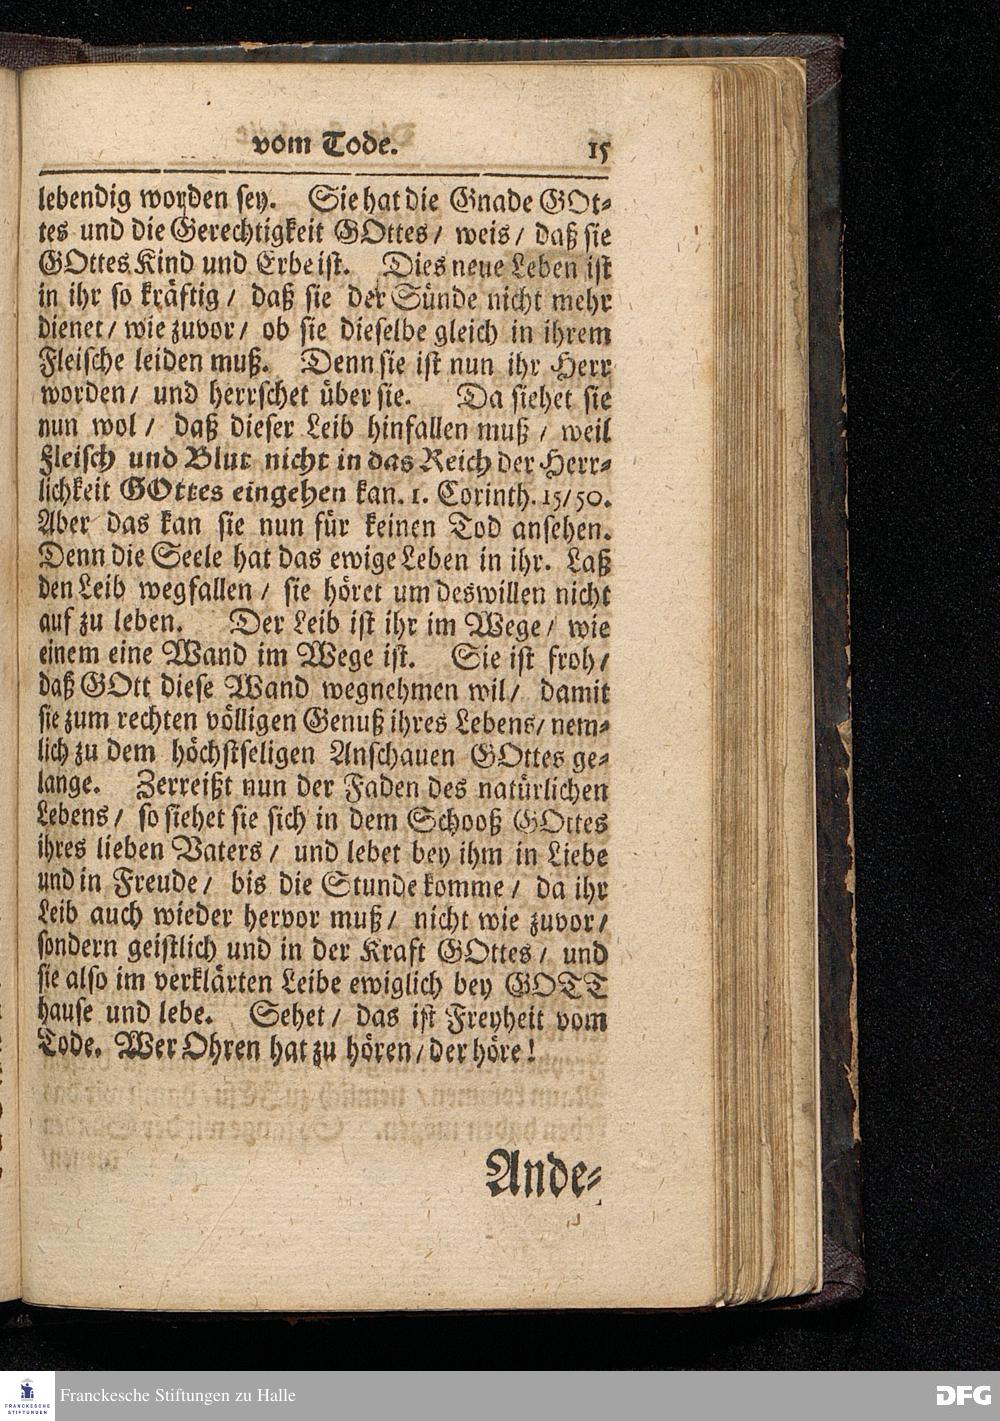 vom Tode. 15
lebendig worden sey. Sie hat die Gnade GOt-
tes und die Gerechtigkeit GOttes/ weis/ daß sie
GOttes Kind und Erbe ist. Dies neue Leben ist
in ihr so kräftig/ daß sie der Sünde nicht mehr
dienet/ wie zuvor/ ob sie dieselbe gleich in ihrem
Fleische leiden muß. Denn sie ist nun ihr Herr
worden/ und herrschet über sie. Da siehet sie
nun wol/ daß dieser Leib hinfallen muß/ weil
Fleisch und Blut nicht in das Reich der Herr-
lichkeit GOttes eingehen kan. 1. Corinth. 15/50.
Aber das kan sie nun für keinen Tod ansehen.
Denn die Seele hat das ewige Leben in ihr. Laß
den Leib wegfallen/ sie höret um deswillen nicht
auf zu leben. Der Leib ist ihr im Wege/ wie
einem eine Wand im Wege ist. Sie ist froh/
daß GOtt diese Wand wegnehmen wil/ damit
sie zum rechten völligen Genuß ihres Lebens/ nem-
lich zu dem höchstseligen Anschauen GOttes ge-
lange. Zerreißt nun der Faden des natürlichen
Lebens/ so siehet sie sich in dem Schooß GOttes
ihres lieben Vaters/ und lebet bey ihm in Liebe
und in Freude/ bis die Stunde komme/ da ihr
Leib auch wieder hervor muß/ nicht wie zuvor/
sondern geistlich und in der Kraft GOttes/ und
sie also im verklärten Leibe ewiglich bey GOTT
hause und lebe. Sehet/ das ist Freyheit vom
Tode. Wer Ohren hat zu hören/ der höre!
Ande-
FRANCKESCHE STIFTUNGEN
Franckesche Stiftungen zu Halle
DFG